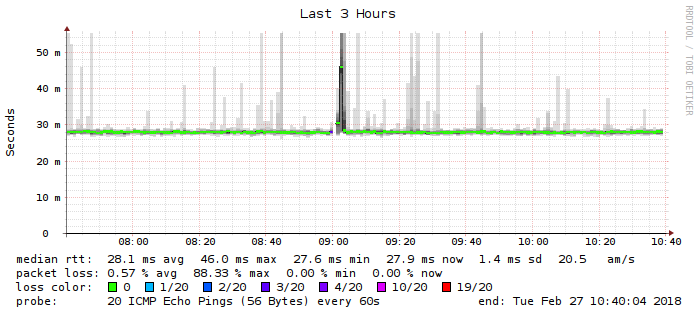 Last 3 Hours
RRDTOOL / TOBI OETIKER
Seconds
50 m
40 m
30 m
20 m
10 m
0
08:00 08:20 08:40 09:00 09:20 09:40 10:00 10:20 10:40
median rtt: 28.1 ms avg 46.0 ms max 27.6 ms min 27.9 ms now 1.4 ms sd 20.5 am/s
packet loss: 0.57 % avg 88.33 % max 0.00 % min 0.00 % now
loss color: 0 1/20 2/20 3/20 4/20 10/20 19/20
probe: 20 ICMP Echo Pings (56 Bytes) every 60s end: Tue Feb 27 10:40:04 2018